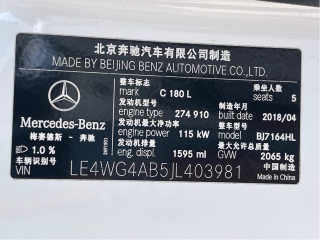 北京奔驰汽车有限公司制造
MADE BY BEIJING BENZ AUTOMOTIVE CO.,LTD.
整车标志
mark C 180 L
乘坐人数
seats 5
发动机型号
engine type 274 910
制造年月
built date 2018/04
发动机最大净功率
engine power 115 kW
整车型号
BJ7164HL
发动机排量
eng. displ. 1595 ml
最大允许总质量
GVW 2065 kg
Mercedes-Benz
梅赛德斯 - 奔驰
1.0 %
车辆识别号
VIN LE4WG4AB5JL403981
中国制造
Made in China